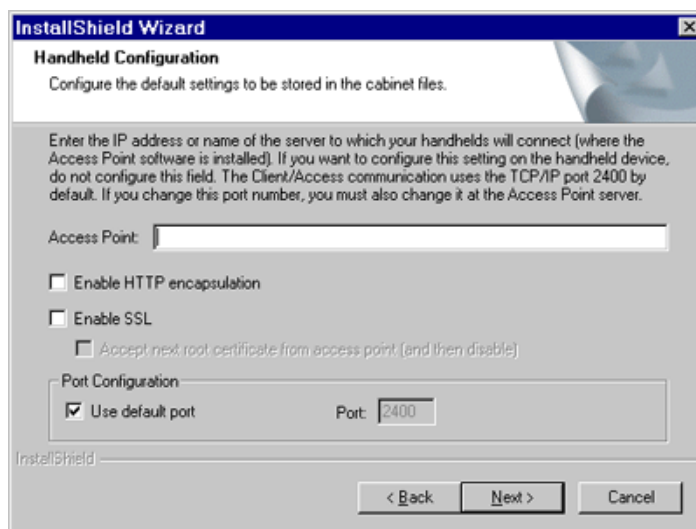 InstallShield Wizard
Handheld Configuration
Configure the default settings to be stored in the cabinet files.
Enter the IP address or name of the server to which your handhelds will connect (where the
Access Point software is installed). If you want to configure this setting on the handheld device,
do not configure this field. The Client/Access communication uses the TCP/IP port 2400 by
default. If you change this port number, you must also change it at the Access Point server.
Access Point:
Enable HTTP encapsulation
Enable SSL
Accept next root certificate from access point (and then disable)
Port Configuration
Use default port Port: 2400
InstallShield
< Back Next > Cancel